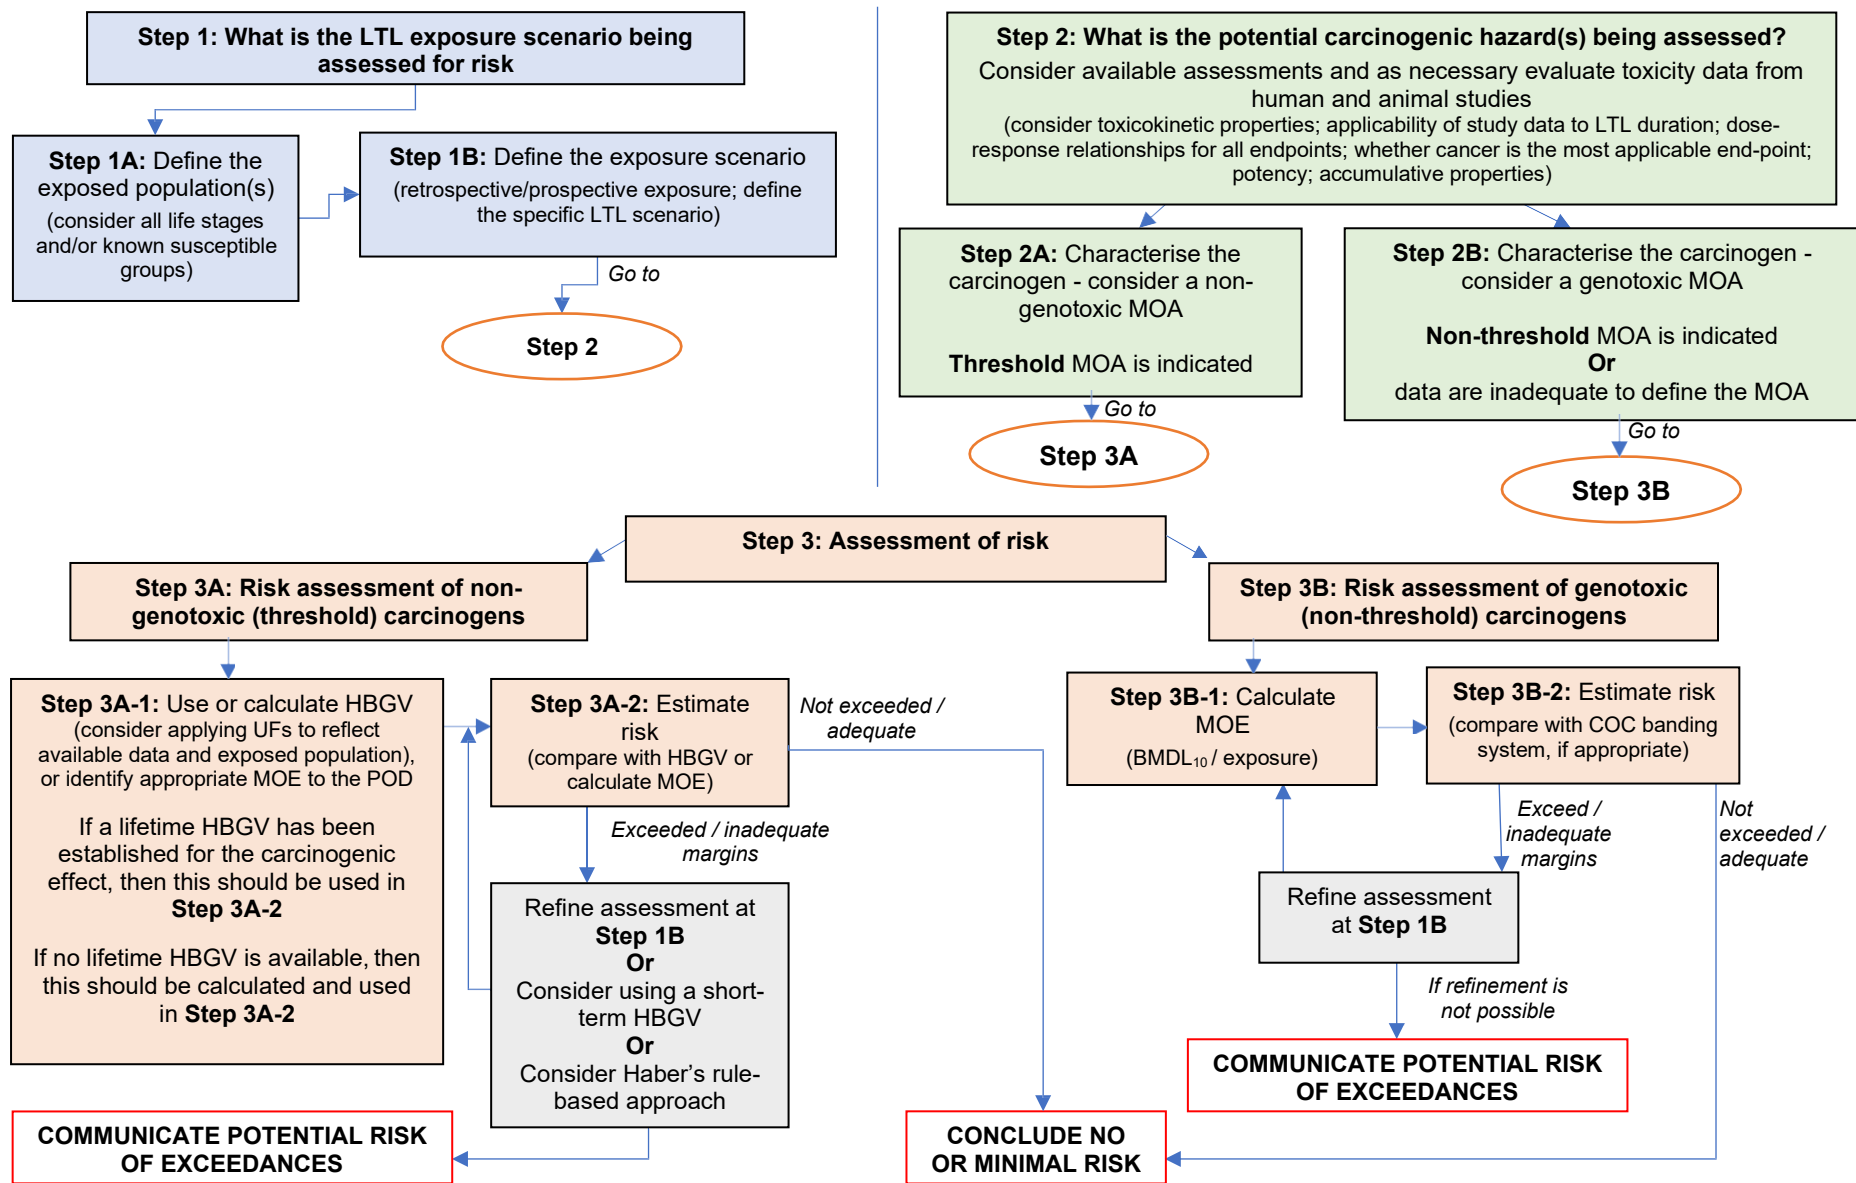 Step 1: What is the LTL exposure scenario being
assessed for risk
Step 1A: Define the
exposed population(s)
(consider all life stages
and/or known susceptible
groups)
Step 1B: Define the exposure scenario
(retrospective/prospective exposure; define
the specific LTL scenario)
Go to
Step 2
Step 2: What is the potential carcinogenic hazard(s) being assessed?
Consider available assessments and as necessary evaluate toxicity data from
human and animal studies
(consider toxicokinetic properties; applicability of study data to LTL duration; dose-
response relationships for all endpoints; whether cancer is the most applicable end-point;
potency; accumulative properties)
Step 2A: Characterise the
carcinogen - consider a non-
genotoxic MOA
Threshold MOA is indicated
Go to
Step 3A
Step 2B: Characterise the carcinogen -
consider a genotoxic MOA
Non-threshold MOA is indicated
Or
data are inadequate to define the MOA
Go to
Step 3B
Step 3: Assessment of risk
Step 3A: Risk assessment of non-
genotoxic (threshold) carcinogens
Step 3A-1: Use or calculate HBGV
(consider applying UFs to reflect
available data and exposed population),
or identify appropriate MOE to the POD
If a lifetime HBGV has been
established for the carcinogenic
effect, then this should be used in
Step 3A-2
If no lifetime HBGV is available, then
this should be calculated and used
in Step 3A-2
Step 3A-2: Estimate
risk
(compare with HBGV or
calculate MOE)
Not exceeded /
adequate
Exceeded / inadequate
margins
Refine assessment at
Step 1B
Or
Consider using a short-
term HBGV
Or
Consider Haber's rule-
based approach
COMMUNICATE POTENTIAL RISK
OF EXCEEDANCES
CONCLUDE NO
OR MINIMAL RISK
Step 3B: Risk assessment of genotoxic
(non-threshold) carcinogens
Step 3B-1: Calculate
MOE
(BMDL₁₀ / exposure)
Step 3B-2: Estimate risk
(compare with COC banding
system, if appropriate)
Exceed /
inadequate
margins
Not
exceeded /
adequate
Refine assessment
at Step 1B
If refinement is
not possible
COMMUNICATE POTENTIAL RISK
OF EXCEEDANCES